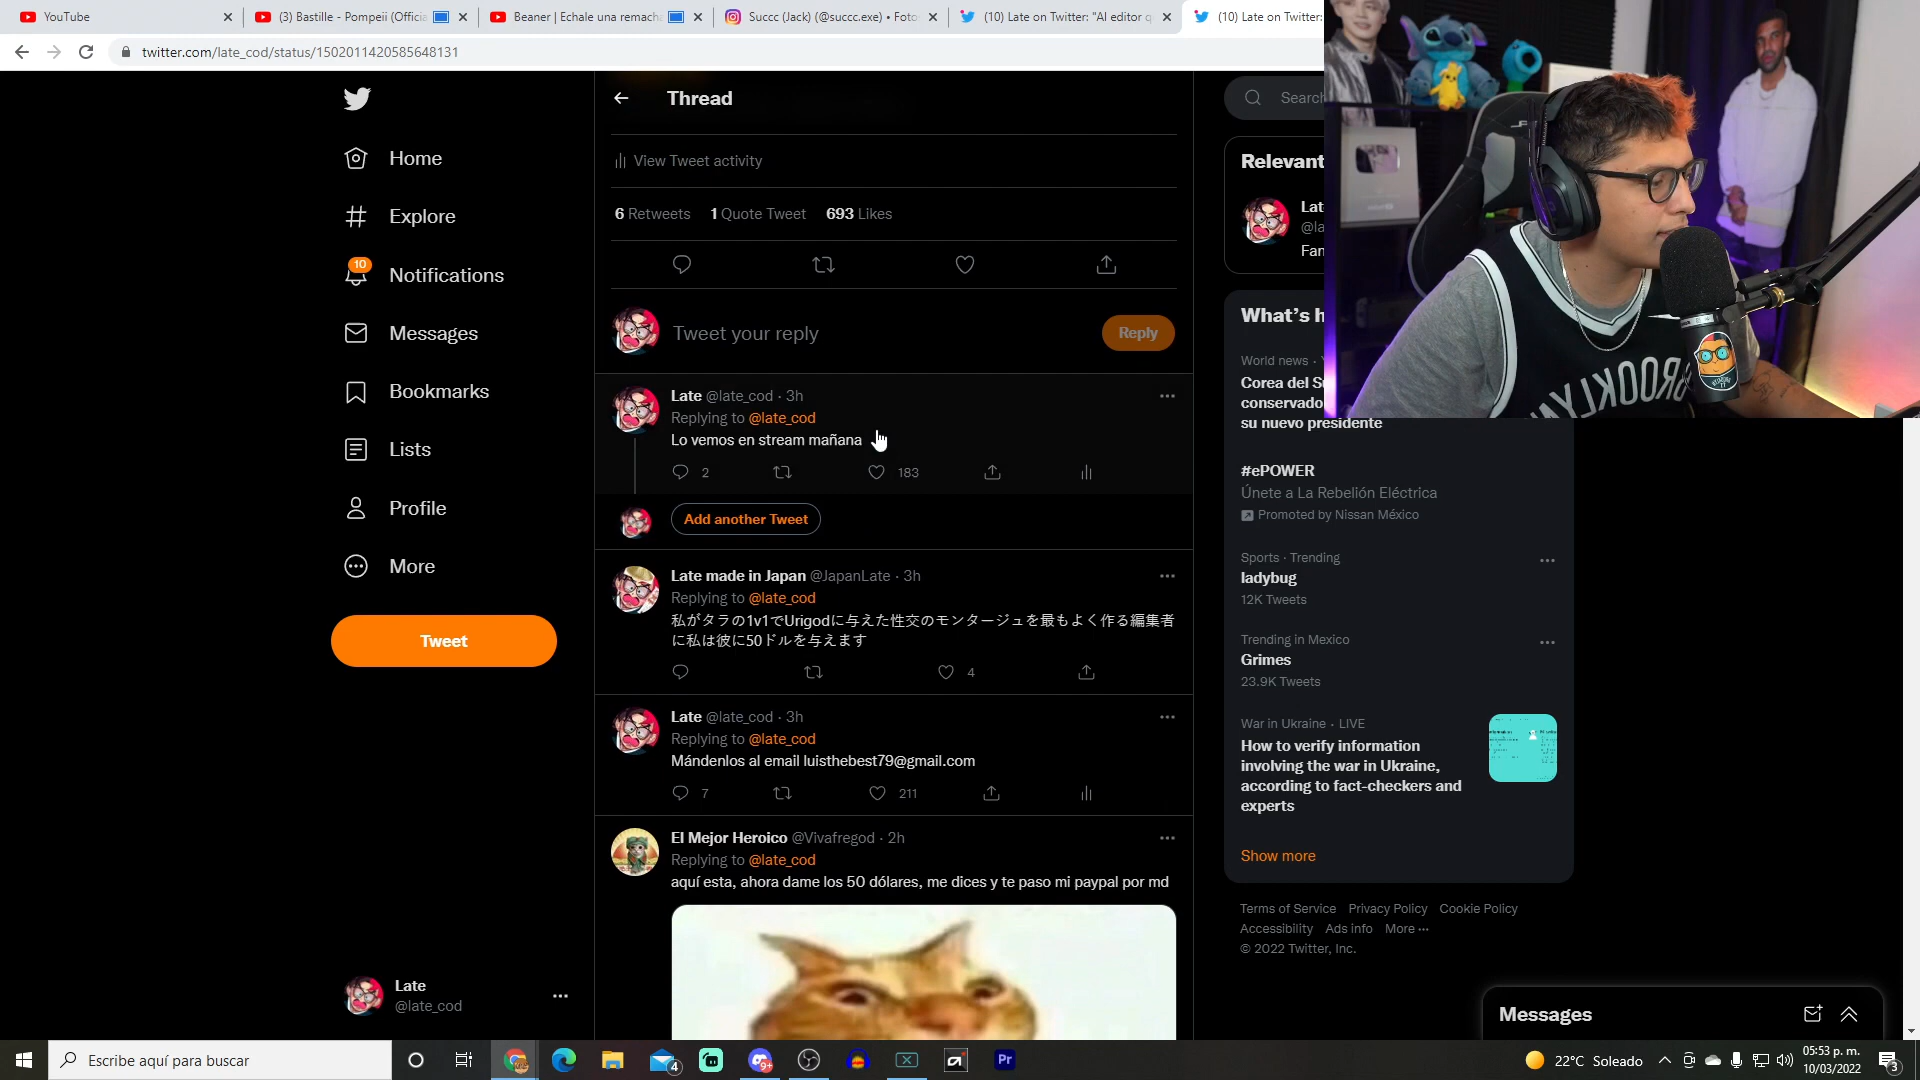 YouTube
(3) Bastille - Pompeii (Officia
Beaner | Echale una remacha
Succc (Jack) (@succc.exe) • Foto
(10) Late on Twitter: "Al editor q
(10) Late on Twitter:
twitter.com/late_cod/status/1502011420585648131
Home
Explore
10
Notifications
Messages
Bookmarks
Lists
Profile
More
Tweet
Late
@late_cod
Thread
View Tweet activity
6 Retweets 1 Quote Tweet 693 Likes
Tweet your reply
Reply
Late @late_cod · 3h
Replying to @late_cod
Lo vemos en stream mañana
2 183
Add another Tweet
Late made in Japan @JapanLate · 3h
Replying to @late_cod
私がタラの1v1でUrigodに与えた性交のモンタージュを最もよく作る編集者
に私は彼に50ドルを与えます
4
Late @late_cod · 3h
Replying to @late_cod
Mándenlos al email luisthebest79@gmail.com
7 211
El Mejor Heroico @Vivafregod · 2h
Replying to @late_cod
aquí esta, ahora dame los 50 dólares, me dices y te paso mi paypal por md
Search
Relevant
Lat
@la
Fan
What's h
World news ·
Corea del S
conservado
su nuevo presidente
#ePOWER
Únete a La Rebelión Eléctrica
Promoted by Nissan México
Sports · Trending
ladybug
12K Tweets
Trending in Mexico
Grimes
23.9K Tweets
War in Ukraine · LIVE
How to verify information
involving the war in Ukraine,
according to fact-checkers and
experts
Show more
Terms of Service Privacy Policy Cookie Policy
Accessibility Ads info More
© 2022 Twitter, Inc.
Messages
BROOKLYN
Escribe aquí para buscar
4
9+
Pr
22°C Soleado
05:53 p. m.
10/03/2022
3